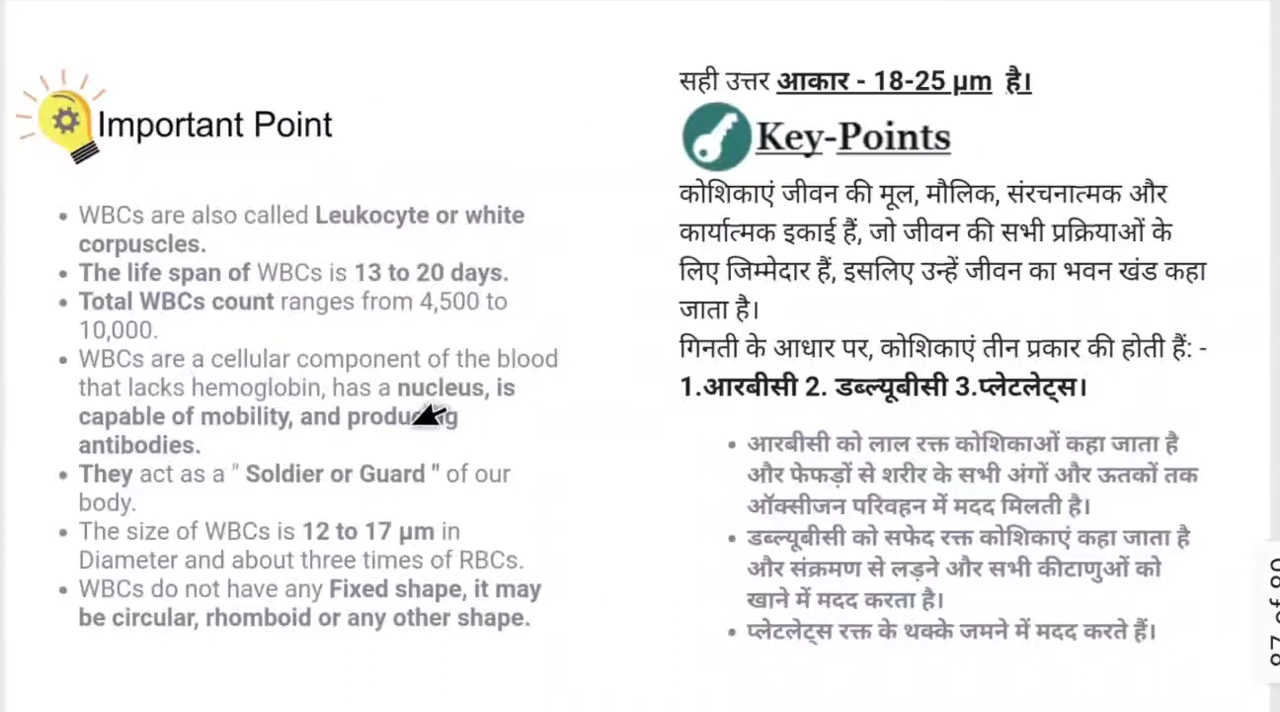 Important Point
• WBCs are also called Leukocyte or white
corpuscles.
• The life span of WBCs is 13 to 20 days.
• Total WBCs count ranges from 4,500 to
10,000.
• WBCs are a cellular component of the blood
that lacks hemoglobin, has a nucleus, is
capable of mobility, and
antibodies.
• They act as a " Soldier or Guard " of our
body.
• The size of WBCs is 12 to 17 μm in
Diameter and about three times of RBCs.
• WBCs do not have any Fixed shape, it may
be circular, rhomboid or any other shape.
सही उत्तर आकार - 18-25 μm है।
Key-Points
कोशिकाएं जीवन की मूल, मौलिक, संरचनात्मक और
कार्यात्मक इकाई हैं, जो जीवन की सभी प्रक्रियाओं के
लिए जिम्मेदार हैं, इसलिए उन्हें जीवन का भवन खंड कहा
जाता है।
गिनती के आधार पर, कोशिकाएं तीन प्रकार की होती हैं: -
1.आरबीसी 2. डब्ल्यूबीसी 3.प्लेटलेट्स।
• आरबीसी को लाल रक्त कोशिकाओं कहा जाता है
और फेफड़ों से शरीर के सभी अंगों और ऊतकों तक
ऑक्सीजन परिवहन में मदद मिलती है।
• डब्ल्यूबीसी को सफेद रक्त कोशिकाएं कहा जाता है
और संक्रमण से लड़ने और सभी कीटाणुओं को
खाने में मदद करता है।
• प्लेटलेट्स रक्त के थक्के जमने में मदद करते हैं।